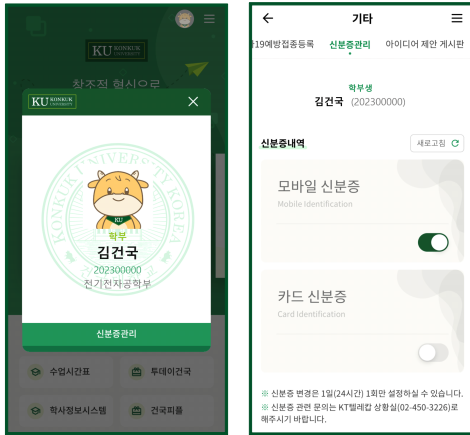 KU KONKUK UNIVERSITY
창조적 혁신으로
KU KONKUK UNIVERSITY
KONKUK UNIVERSITY KOREA
KU
학부
김건국
202300000
전기전자공학부
신분증관리
수업시간표
투데이건국
학사정보시스템
건국피플
기타
19예방접종등록 신분증관리 아이디어 제안 게시판
학부생
김건국 (202300000)
신분증내역
새로고침
모바일 신분증
Mobile Identification
카드 신분증
Card Identification
※ 신분증 변경은 1일(24시간) 1회만 설정하실 수 있습니다.
※ 신분증 관련 문의는 KT텔레캅 상황실(02-450-3226)로
해주시기 바랍니다.